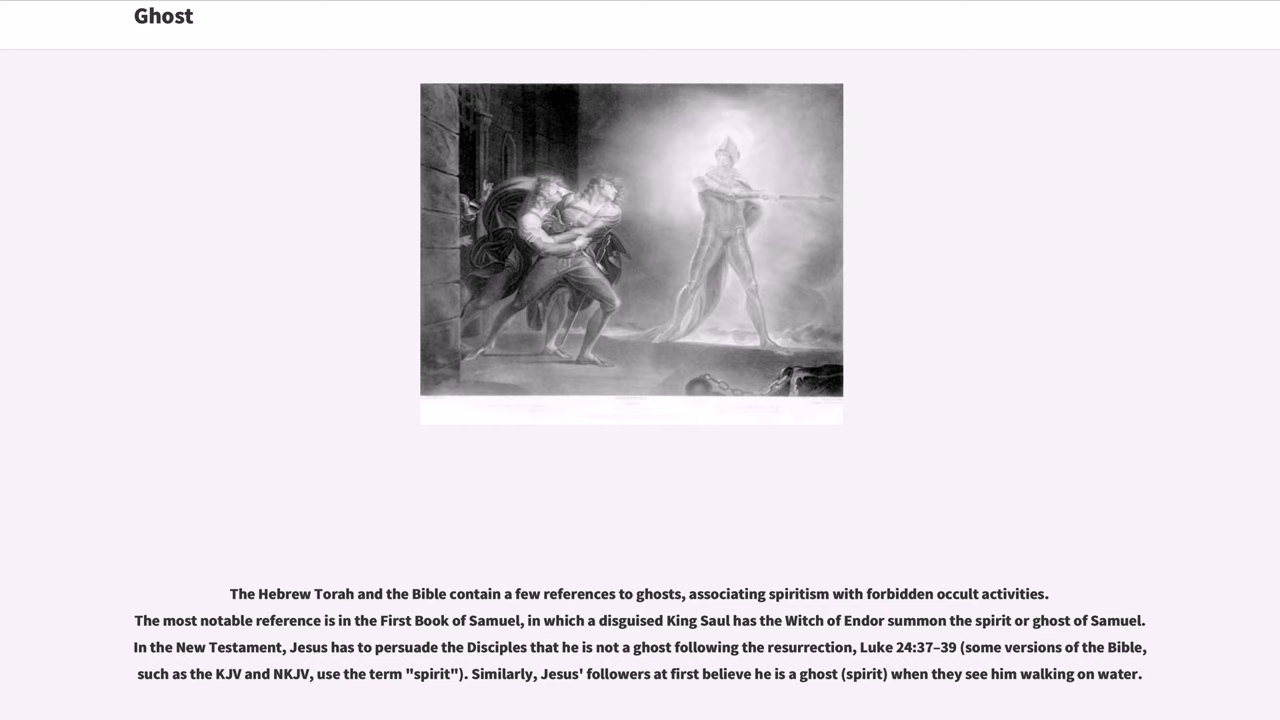 Ghost
The Hebrew Torah and the Bible contain a few references to ghosts, associating spiritism with forbidden occult activities.
The most notable reference is in the First Book of Samuel, in which a disguised King Saul has the Witch of Endor summon the spirit or ghost of Samuel.
In the New Testament, Jesus has to persuade the Disciples that he is not a ghost following the resurrection, Luke 24:37–39 (some versions of the Bible,
such as the KJV and NKJV, use the term "spirit"). Similarly, Jesus' followers at first believe he is a ghost (spirit) when they see him walking on water.